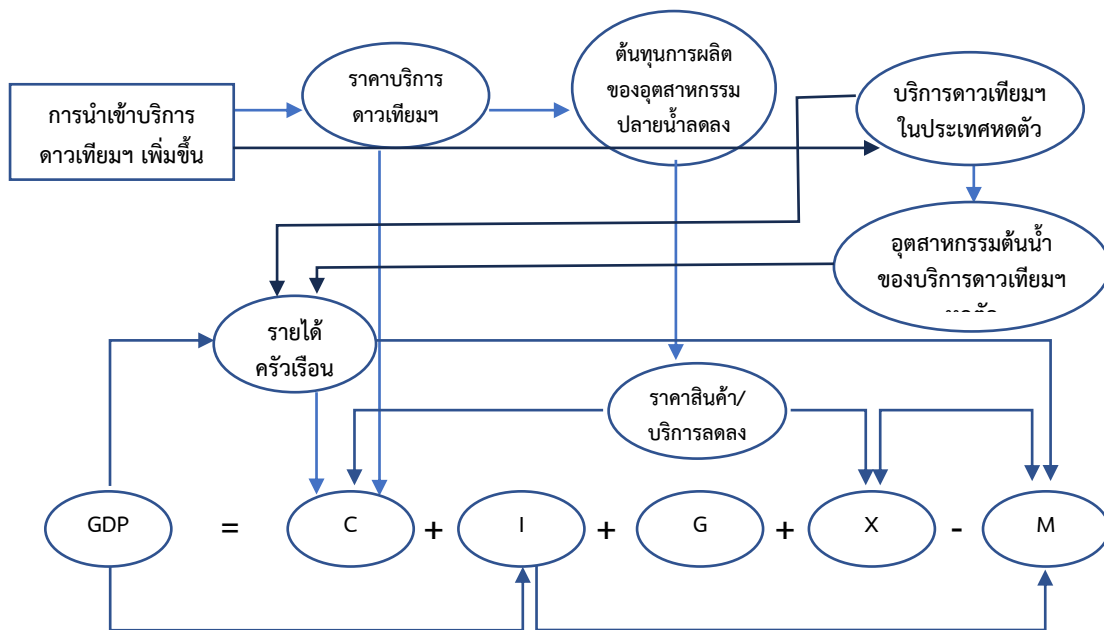 การนำเข้าบริการ
ดาวเทียมฯ เพิ่มขึ้น
ราคาบริการ
ดาวเทียมฯ
ต้นทุนการผลิต
ของอุตสาหกรรม
ปลายน้ำลดลง
บริการดาวเทียมฯ
ในประเทศหดตัว
อุตสาหกรรมต้นน้ำ
ของบริการดาวเทียมฯ
รายได้
ครัวเรือน
ราคาสินค้า/
บริการลดลง
GDP = C + I + G + X - M